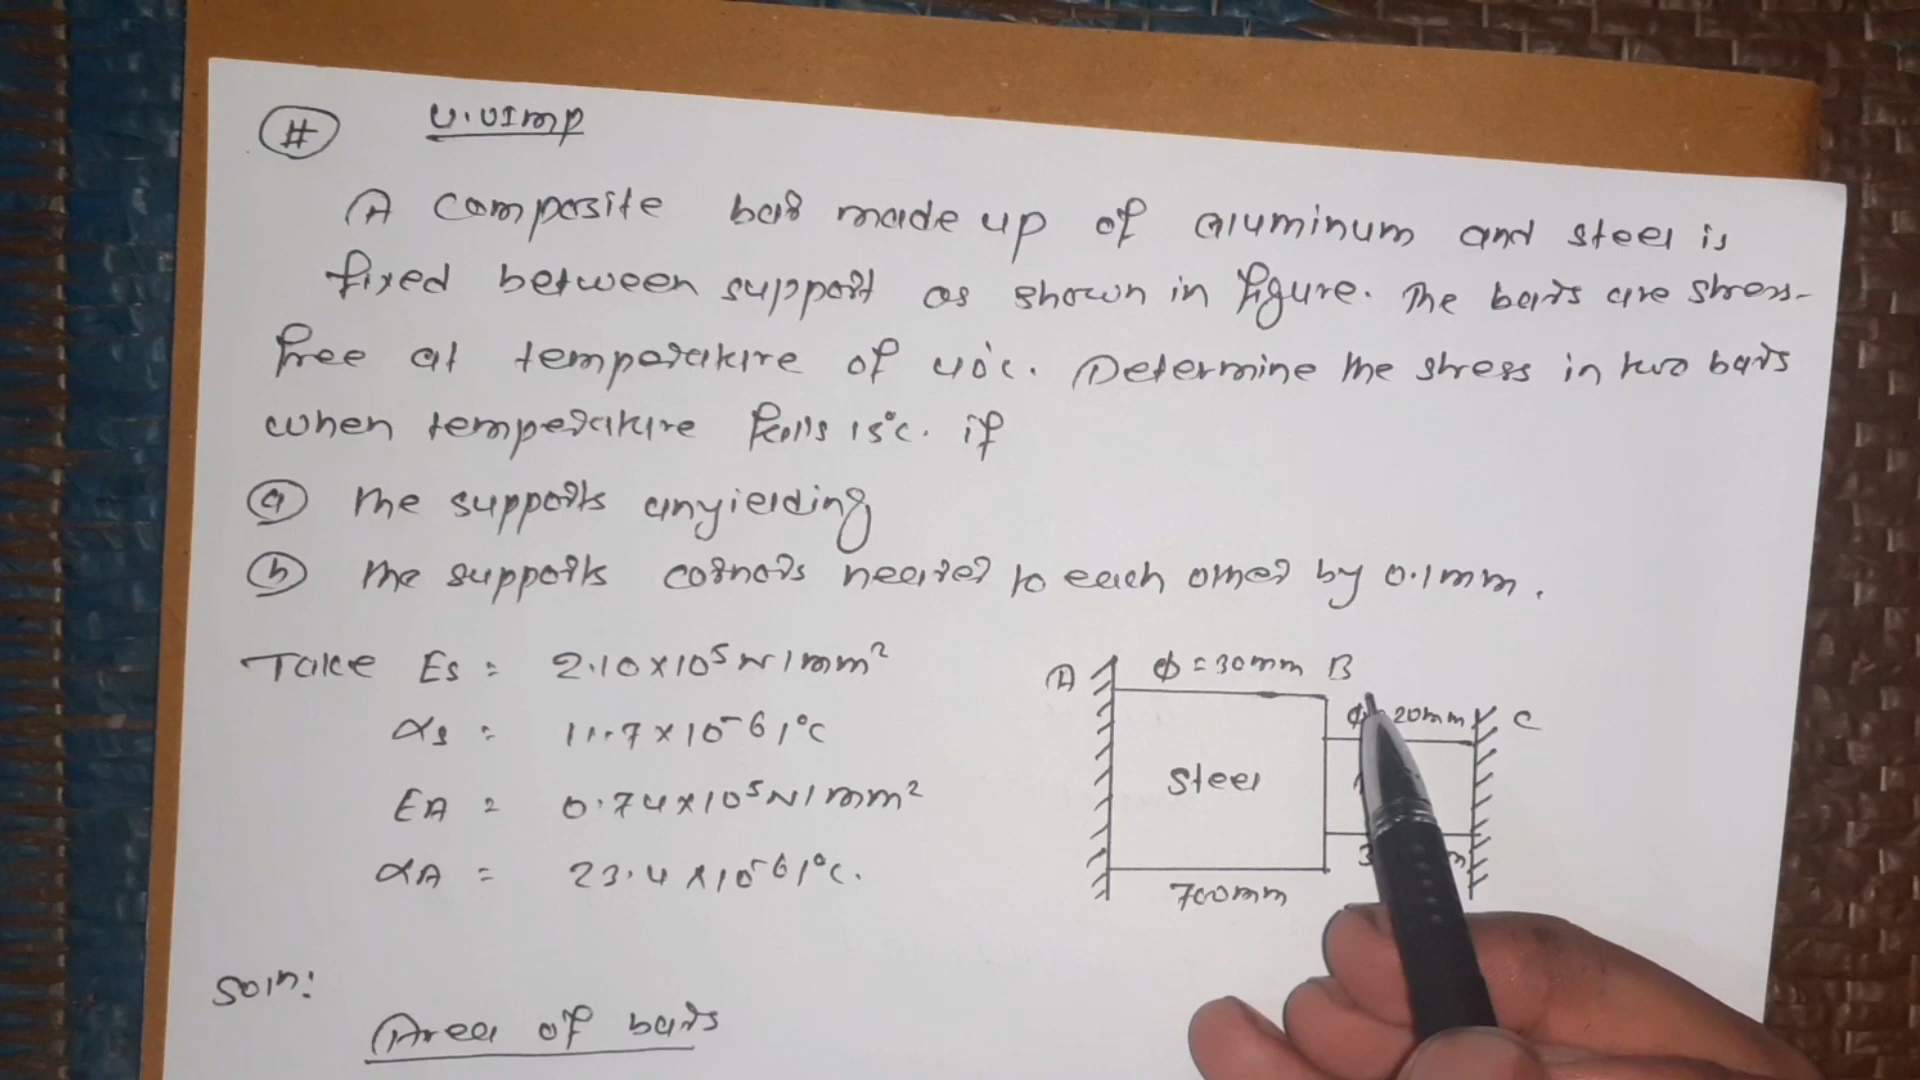 #
V.VImp
A composite bar made up of aluminum and steel is
fixed between support as shown in figure. The bars are stress-
free at temperature of 40°c. Determine the stress in two bars
when temperature falls 15°c. if
(a) the supports unyielding
(b) the supports comes nearer to each other by 0.1mm.
Take Es = 2.10×10⁵ N/mm²
αs = 11.7×10⁻⁶/°C
EA = 0.74×10⁵ N/mm²
αA = 23.4×10⁻⁶/°C.
A ϕ = 30mm B
20mm C
Steel
700mm
Soln:
Area of bars